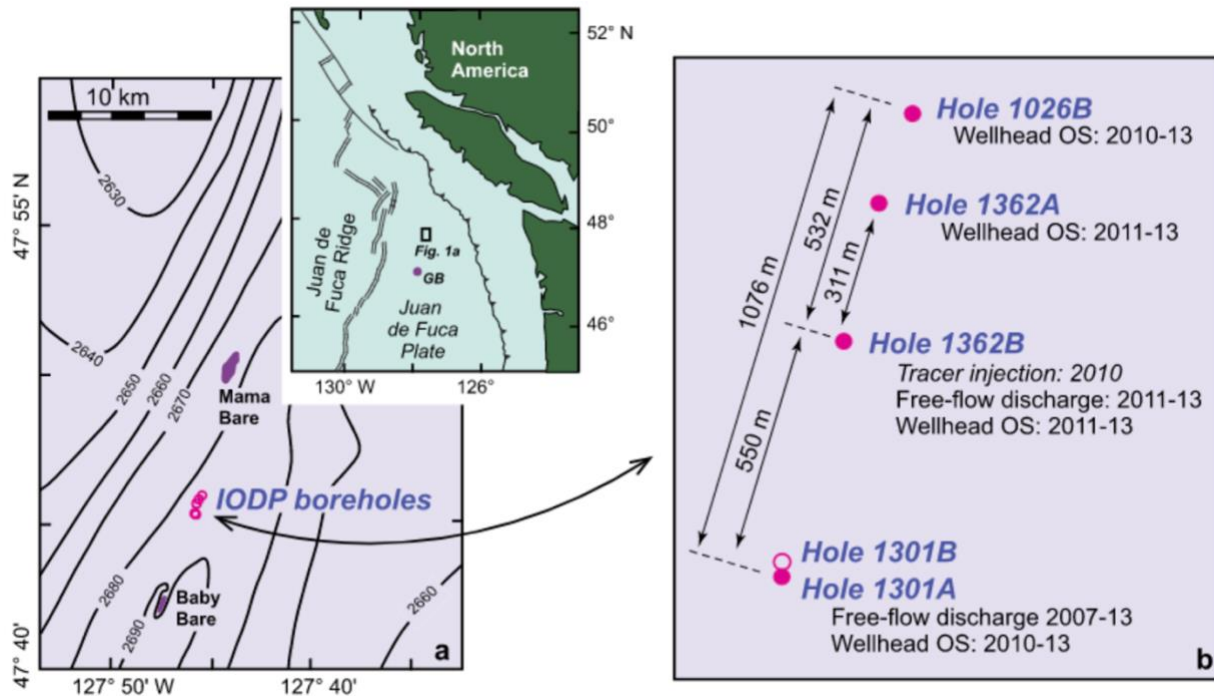 10 km
47° 55' N
47° 40'
127° 50' W
127° 40'
2630
2640
2650
2660
2670
2680
2690
2660
Mama
Bare
IODP boreholes
Baby
Bare
a
North
America
52° N
50°
48°
46°
130° W
126°
Juan de
Fuca Ridge
Fig. 1a
GB
Juan
de Fuca
Plate
Hole 1026B
Wellhead OS: 2010-13
Hole 1362A
Wellhead OS: 2011-13
Hole 1362B
Tracer injection: 2010
Free-flow discharge: 2011-13
Wellhead OS: 2011-13
Hole 1301B
Hole 1301A
Free-flow discharge 2007-13
Wellhead OS: 2010-13
1076 m
532 m
311 m
550 m
b